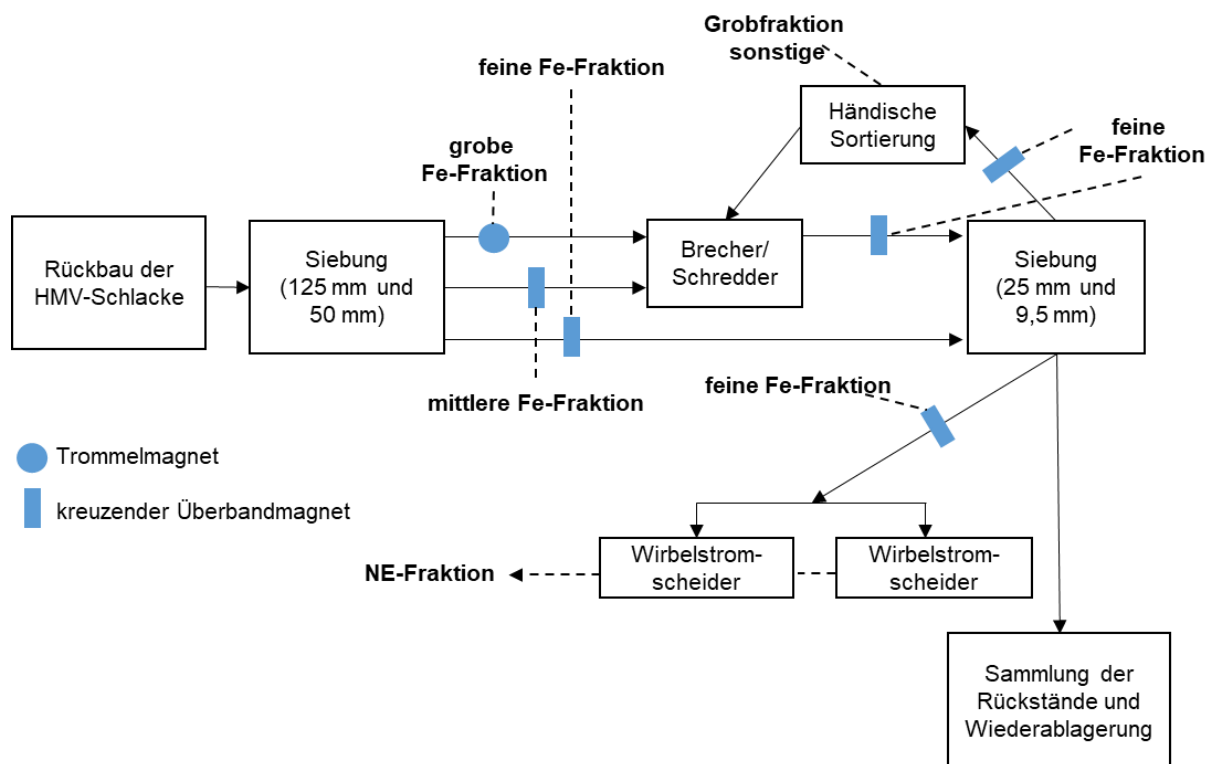 Grobfraktion
sonstige
feine Fe-Fraktion
Händische
Sortierung
feine
Fe-Fraktion
grobe
Fe-Fraktion
Rückbau der
HMV-Schlacke
Siebung
(125 mm und
50 mm)
Brecher/
Schredder
Siebung
(25 mm und
9,5 mm)
mittlere Fe-Fraktion
feine Fe-Fraktion
Trommelmagnet
kreuzender Überbandmagnet
NE-Fraktion
Wirbelstrom-
scheider
Wirbelstrom-
scheider
Sammlung der
Rückstände und
Wiederablagerung